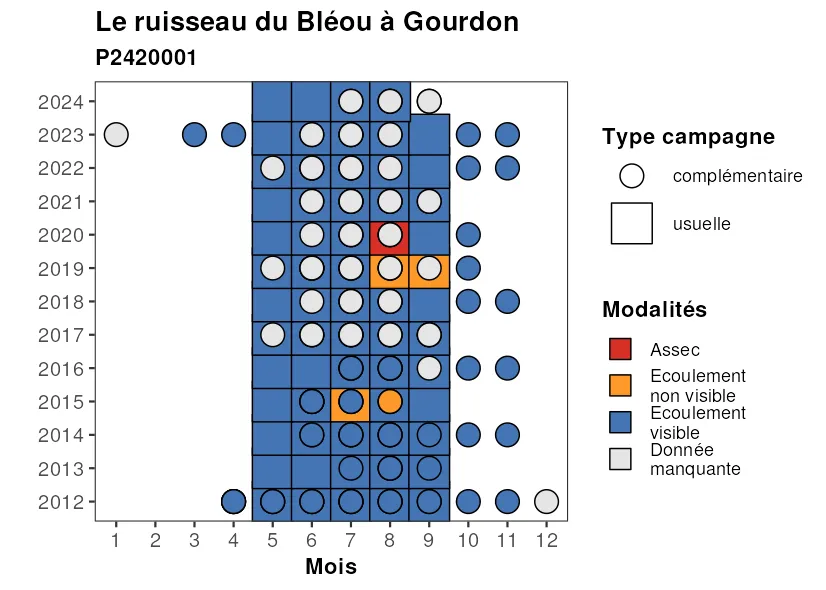 Le ruisseau du Bléou à Gourdon
P2420001
2024
2023
2022
2021
2020
2019
2018
2017
2016
2015
2014
2013
2012
1 2 3 4 5 6 7 8 9 10 11 12
Mois
Type campagne
complémentaire
usuelle
Modalités
Assec
Ecoulement
non visible
Ecoulement
visible
Donnée
manquante